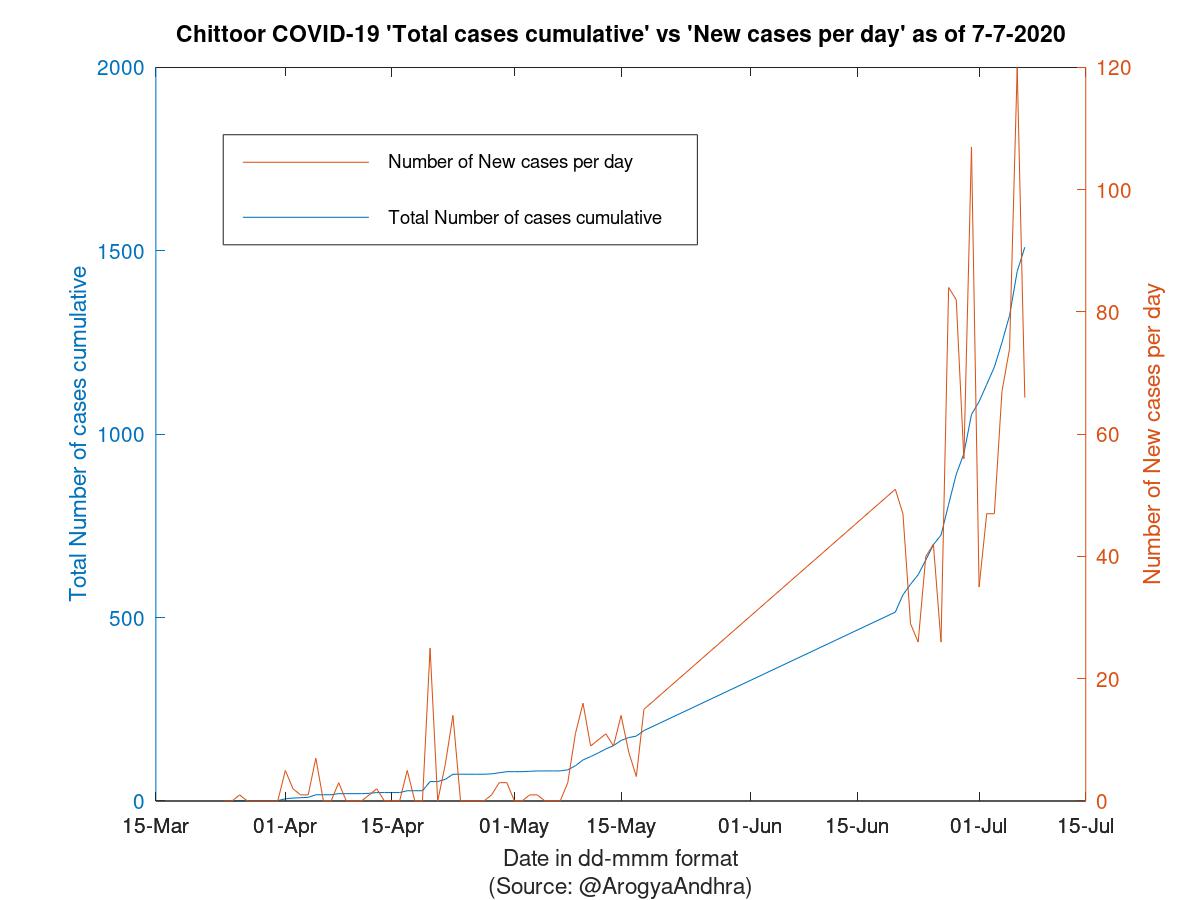 Chittoor COVID-19 'Total cases cumulative' vs 'New cases per day' as of 7-7-2020
2000
1500
1000
500
0
Total Number of cases cumulative
Number of New cases per day
Total Number of cases cumulative
120
100
80
60
40
20
0
Number of New cases per day
15-Mar 01-Apr 15-Apr 01-May 15-May 01-Jun 15-Jun 01-Jul 15-Jul
Date in dd-mmm format
(Source: @ArogyaAndhra)